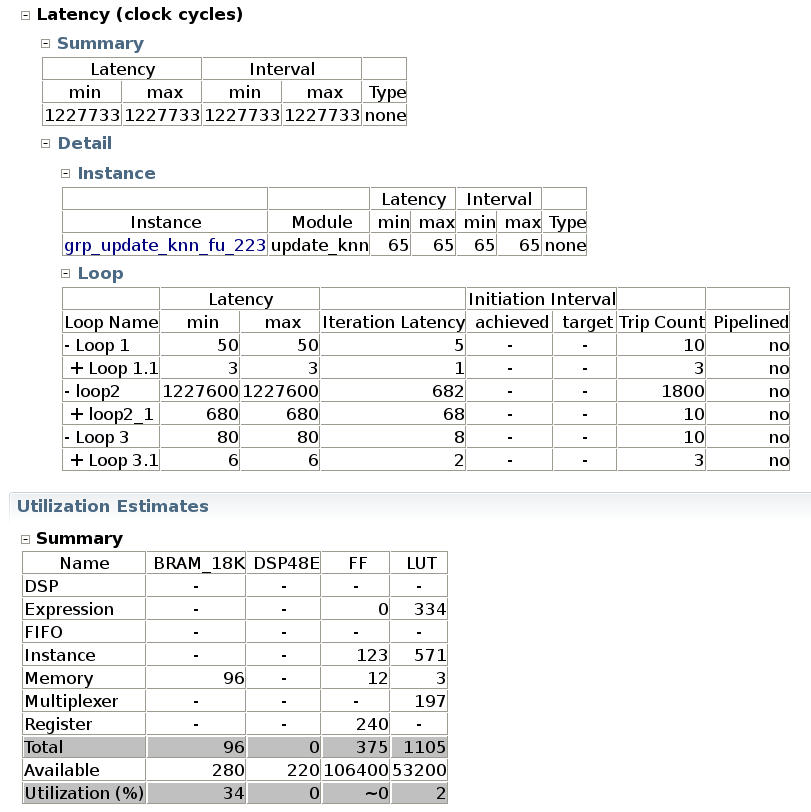 Latency (clock cycles)
Summary
Latency Interval
min max min max Type
1227733 1227733 1227733 1227733 none
Detail
Instance
Latency Interval
Instance Module min max min max Type
grp_update_knn_fu_223 update_knn 65 65 65 65 none
Loop
Latency Initiation Interval
Loop Name min max Iteration Latency achieved target Trip Count Pipelined
- Loop 1 50 50 5 - - 10 no
+ Loop 1.1 3 3 1 - - 3 no
- loop2 1227600 1227600 682 - - 1800 no
+ loop2_1 680 680 68 - - 10 no
- Loop 3 80 80 8 - - 10 no
+ Loop 3.1 6 6 2 - - 3 no
Utilization Estimates
Summary
Name BRAM_18K DSP48E FF LUT
DSP - - - -
Expression - - 0 334
FIFO - - - -
Instance - - 123 571
Memory 96 - 12 3
Multiplexer - - - 197
Register - - 240 -
Total 96 0 375 1105
Available 280 220 106400 53200
Utilization (%) 34 0 ~0 2